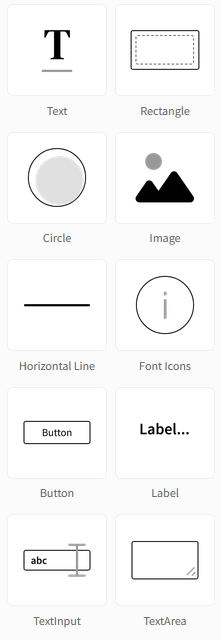 T
Text
Rectangle
Circle
Image
i
Horizontal Line
Font Icons
Button
Label...
Button
Label
abc
TextInput
TextArea